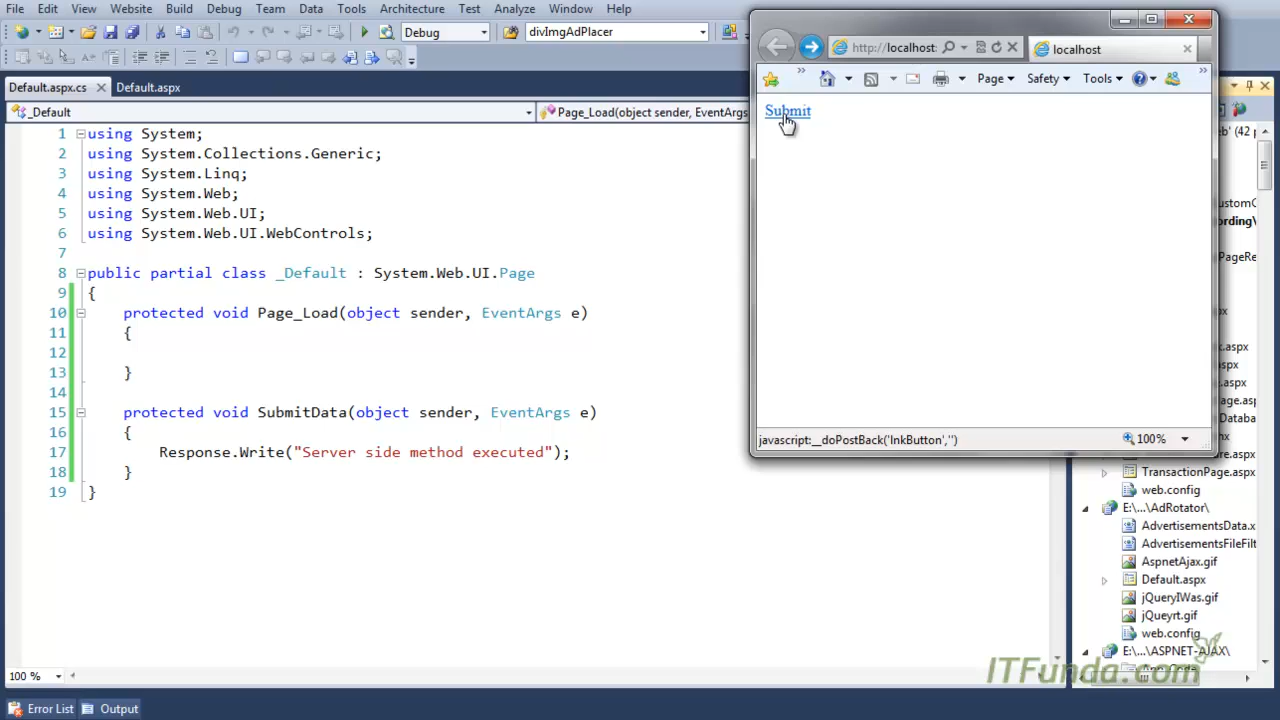 File Edit View Website Build Debug Team Data Tools Architecture Test Analyze Window Help
Debug
divImgAdPlacer
Default.aspx.cs Default.aspx
_Default
Page_Load(object sender, EventArgs
1 using System;
2 using System.Collections.Generic;
3 using System.Linq;
4 using System.Web;
5 using System.Web.UI;
6 using System.Web.UI.WebControls;
7
8 public partial class _Default : System.Web.UI.Page
9 {
10 protected void Page_Load(object sender, EventArgs e)
11 {
12
13 }
14
15 protected void SubmitData(object sender, EventArgs e)
16 {
17 Response.Write("Server side method executed");
18 }
19 }
100 %
Error List Output
http://localhost:
localhost
Page Safety Tools
Submit
javascript:__doPostBack('lnkButton','')
100%
TransactionPage.aspx
web.config
E:\...\AdRotator\
AdvertisementsData.x
AdvertisementsFileFilt
AspnetAjax.gif
Default.aspx
jQueryIWas.gif
jQueyrt.gif
web.config
E:\...\ASPNET-AJAX\
App_Code
ITFunda.com